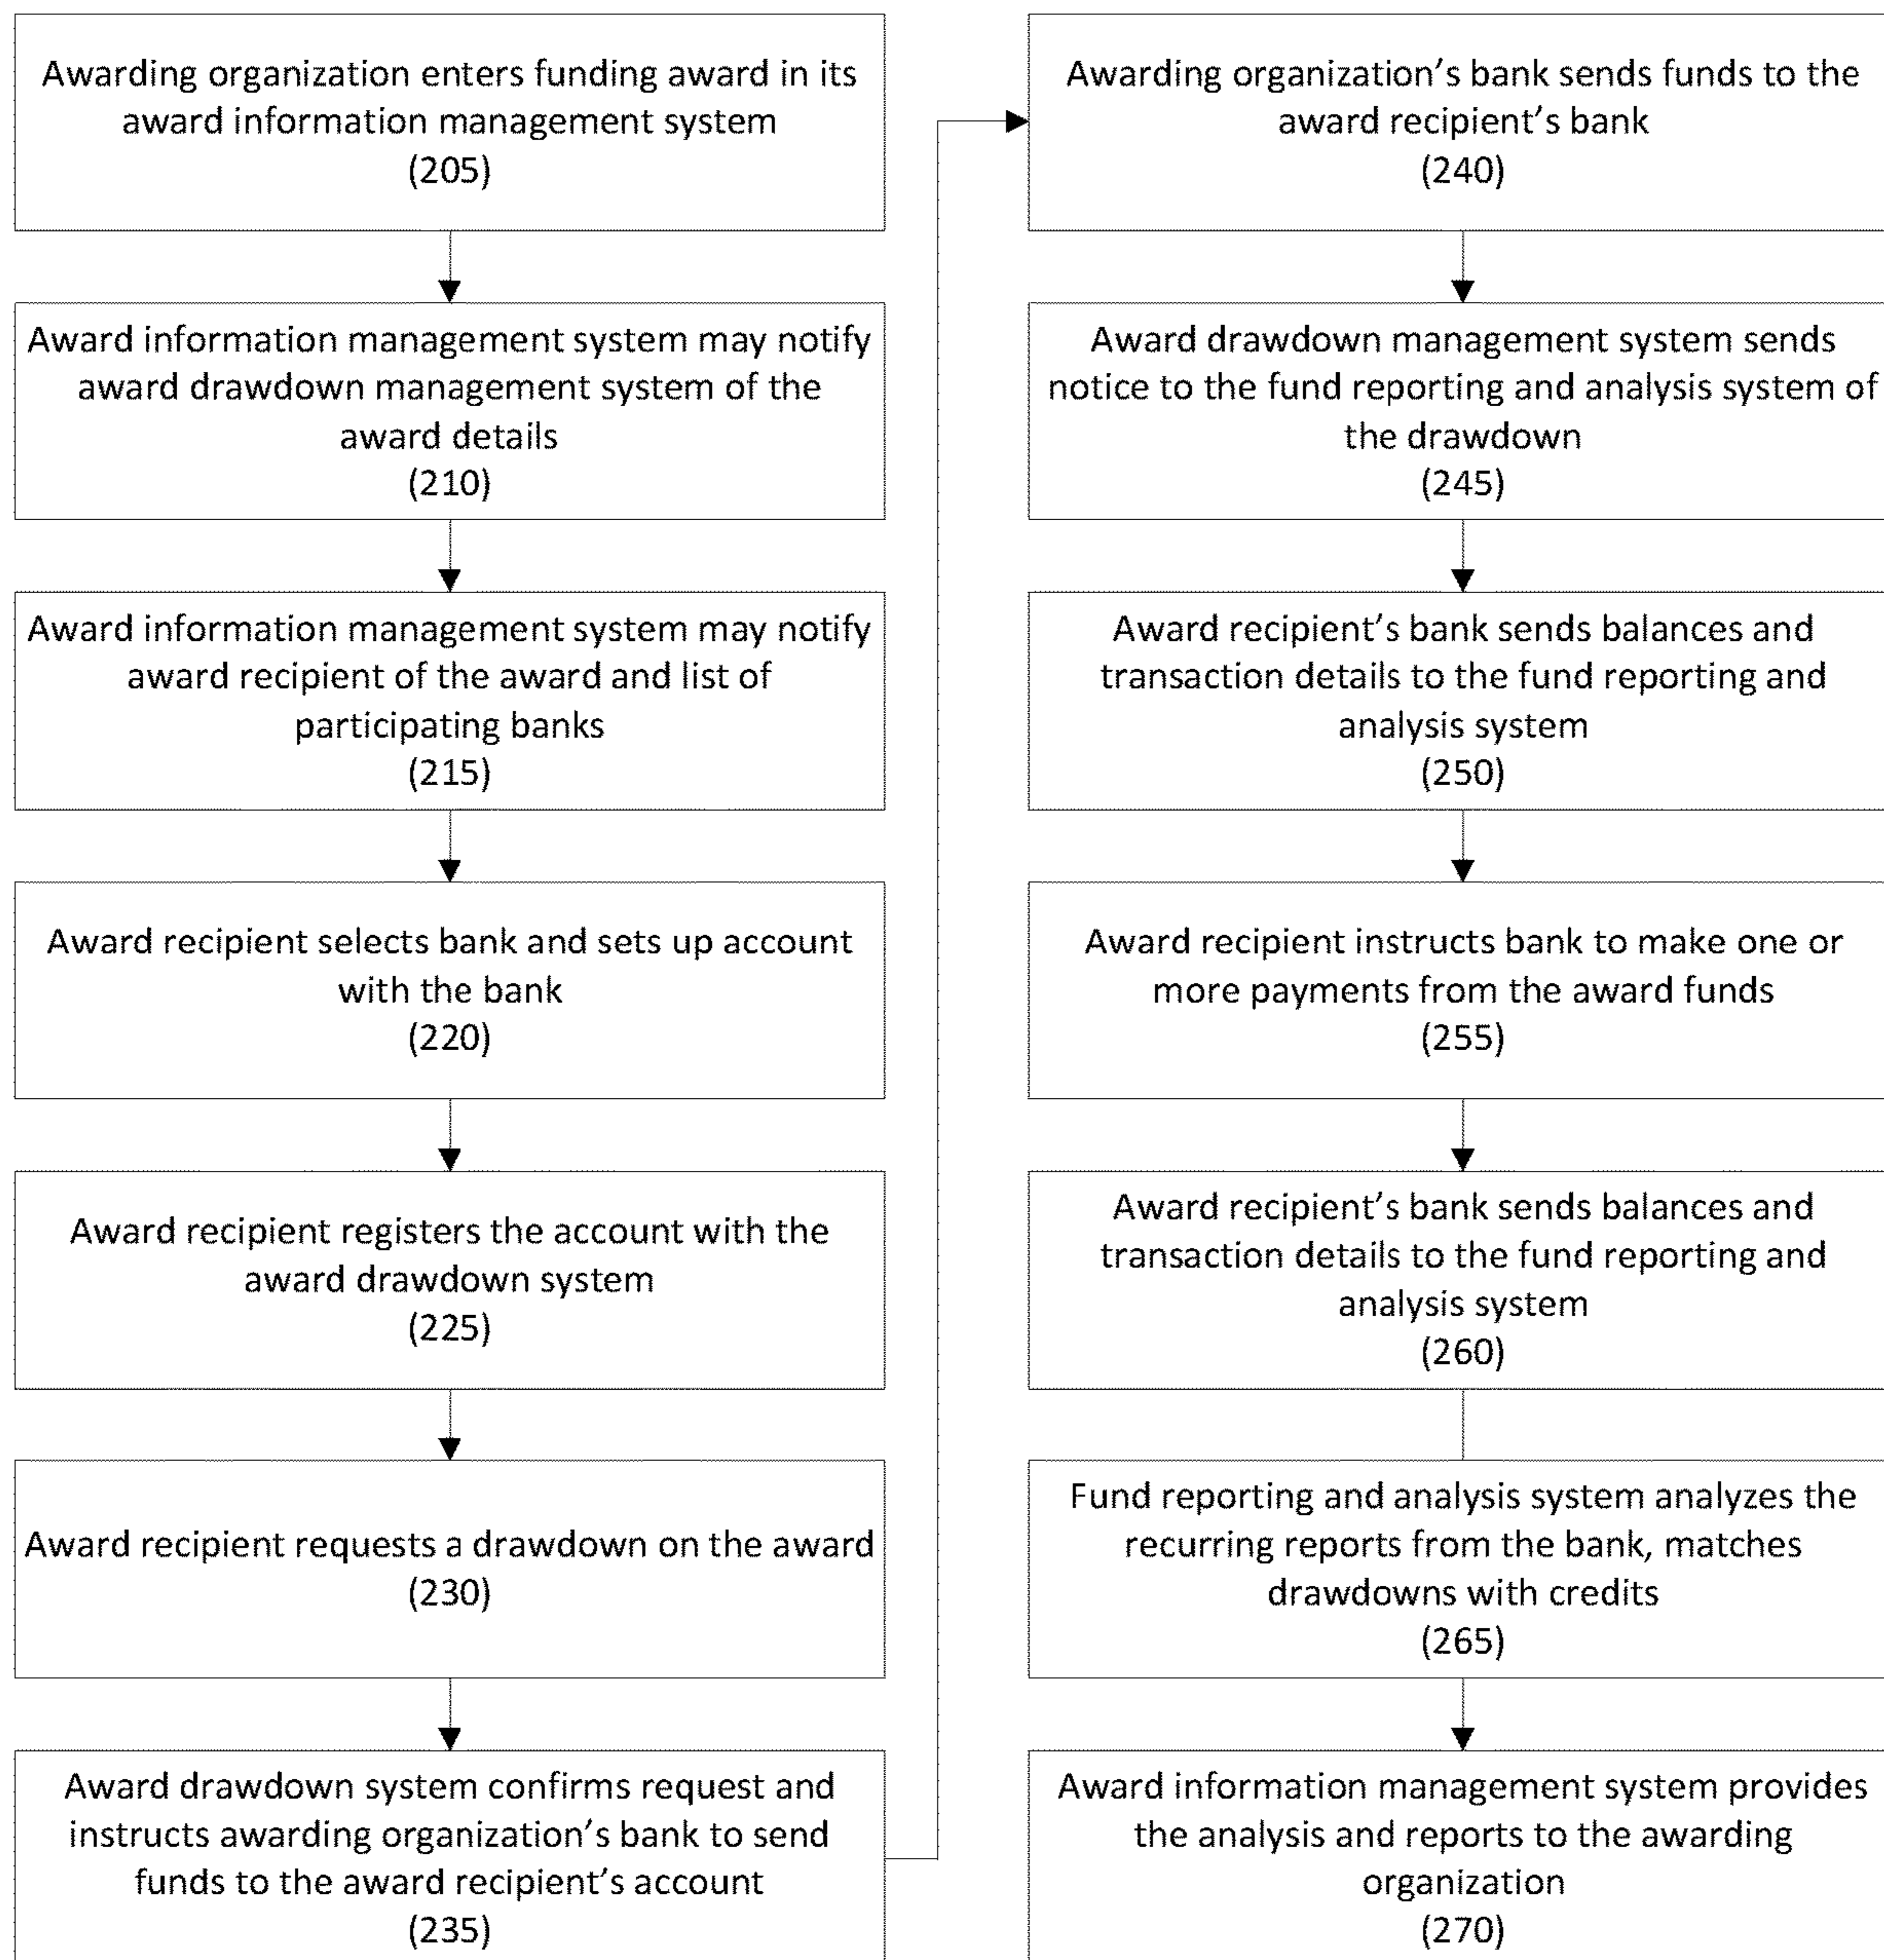 Awarding organization enters funding award in its
award information management system
(205)
Award information management system may notify
award drawdown management system of the
award details
(210)
Award information management system may notify
award recipient of the award and list of
participating banks
(215)
Award recipient selects bank and sets up account
with the bank
(220)
Award recipient registers the account with the
award drawdown system
(225)
Award recipient requests a drawdown on the award
(230)
Award drawdown system confirms request and
instructs awarding organization's bank to send
funds to the award recipient's account
(235)
Awarding organization's bank sends funds to the
award recipient's bank
(240)
Award drawdown management system sends
notice to the fund reporting and analysis system of
the drawdown
(245)
Award recipient's bank sends balances and
transaction details to the fund reporting and
analysis system
(250)
Award recipient instructs bank to make one or
more payments from the award funds
(255)
Award recipient's bank sends balances and
transaction details to the fund reporting and
analysis system
(260)
Fund reporting and analysis system analyzes the
recurring reports from the bank, matches
drawdowns with credits
(265)
Award information management system provides
the analysis and reports to the awarding
organization
(270)